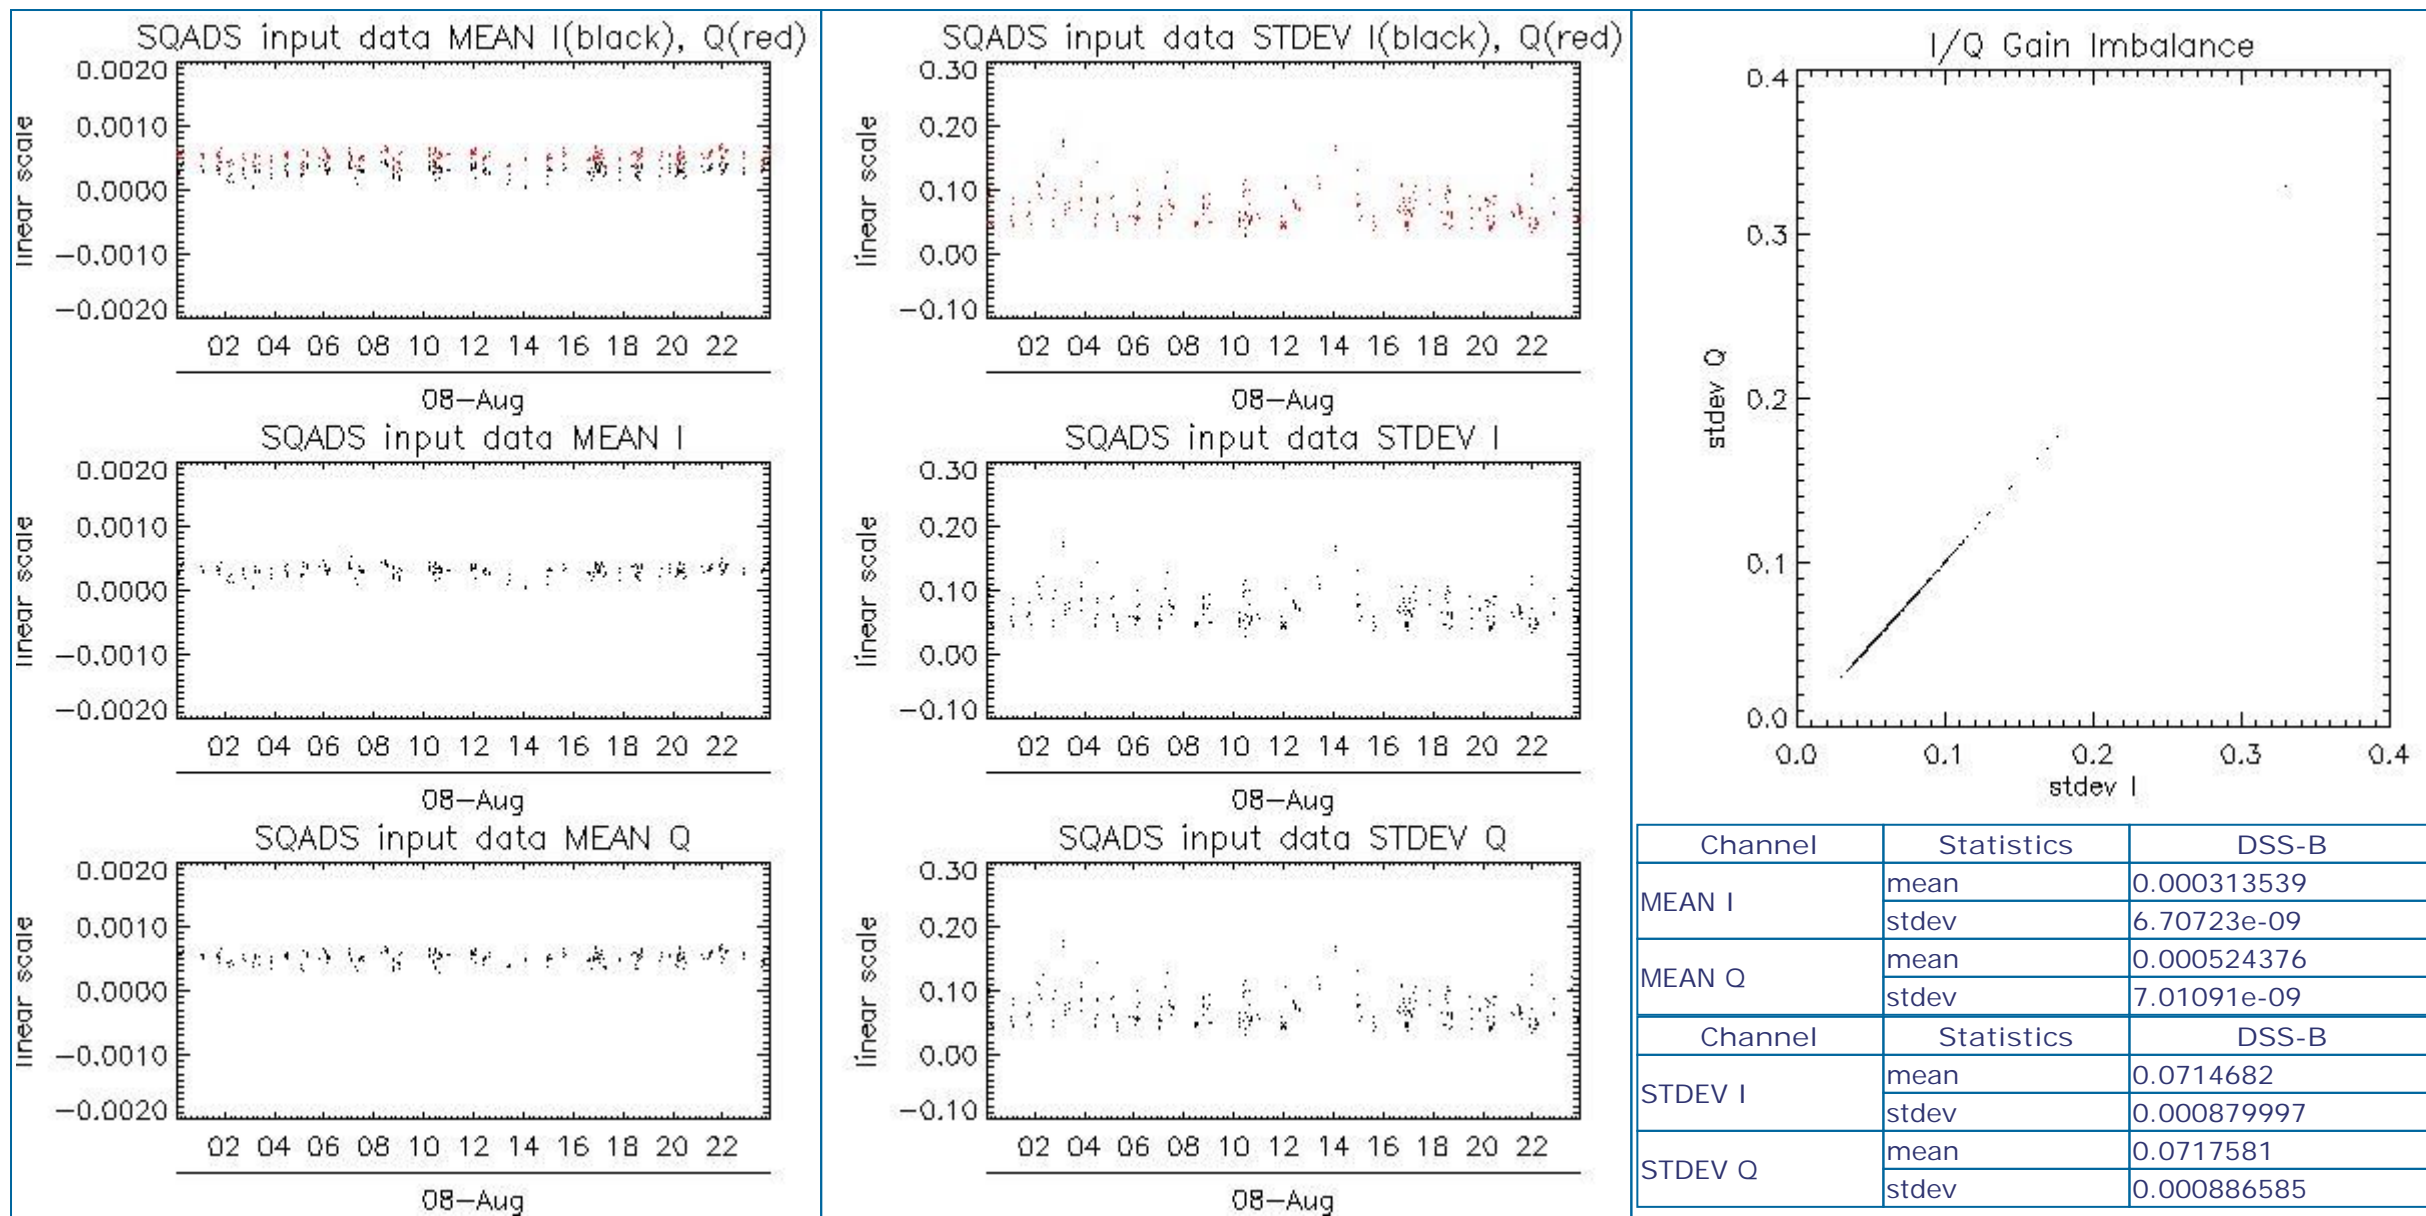 SQADS input data MEAN I(black), Q(red)
0.0020
0.0010
0.0000
-0.0010
-0.0020
linear scale
02 04 06 08 10 12 14 16 18 20 22
08-Aug
SQADS input data MEAN I
0.0020
0.0010
0.0000
-0.0010
-0.0020
linear scale
02 04 06 08 10 12 14 16 18 20 22
08-Aug
SQADS input data MEAN Q
0.0020
0.0010
0.0000
-0.0010
-0.0020
linear scale
02 04 06 08 10 12 14 16 18 20 22
08-Aug
SQADS input data STDEV I(black), Q(red)
0.30
0.20
0.10
0.00
-0.10
linear scale
02 04 06 08 10 12 14 16 18 20 22
08-Aug
SQADS input data STDEV I
0.30
0.20
0.10
0.00
-0.10
linear scale
02 04 06 08 10 12 14 16 18 20 22
08-Aug
SQADS input data STDEV Q
0.30
0.20
0.10
0.00
-0.10
linear scale
02 04 06 08 10 12 14 16 18 20 22
08-Aug
I/Q Gain Imbalance
0.4
0.3
0.2
0.1
0.0
stdev Q
0.0 0.1 0.2 0.3 0.4
stdev I
Channel Statistics DSS-B
MEAN I mean 0.000313539
stdev 6.70723e-09
MEAN Q mean 0.000524376
stdev 7.01091e-09
Channel Statistics DSS-B
STDEV I mean 0.0714682
stdev 0.000879997
STDEV Q mean 0.0717581
stdev 0.000886585